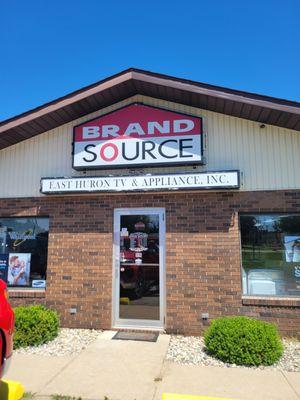 BRAND
SOURCE
EAST HURON TV & APPLIANCE, INC.